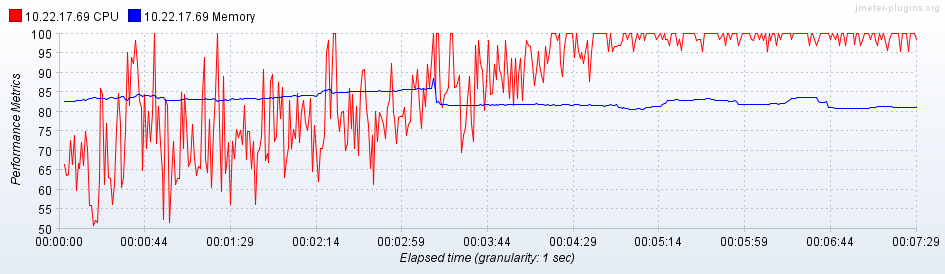 jmeter-plugins.org
10.22.17.69 CPU 10.22.17.69 Memory
100
95
90
85
80
75
70
65
60
55
50
Performance Metrics
00:00:00 00:00:44 00:01:29 00:02:14 00:02:59 00:03:44 00:04:29 00:05:14 00:05:59 00:06:44 00:07:29
Elapsed time (granularity: 1 sec)